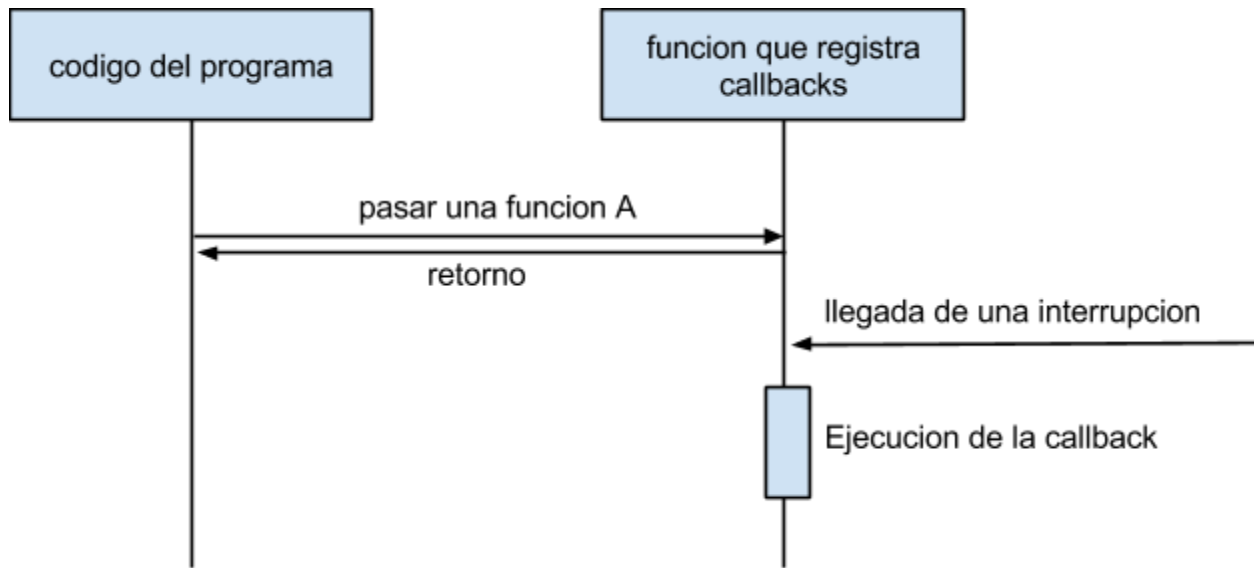 codigo del programa
funcion que registra
callbacks
pasar una funcion A
retorno
llegada de una interrupcion
Ejecucion de la callback